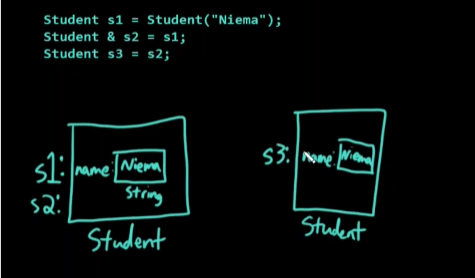 Student s1 = Student("Niema");
Student & s2 = s1;
Student s3 = s2;
s1: name: Niema
s2: String
Student
s3: name: Niema
Student